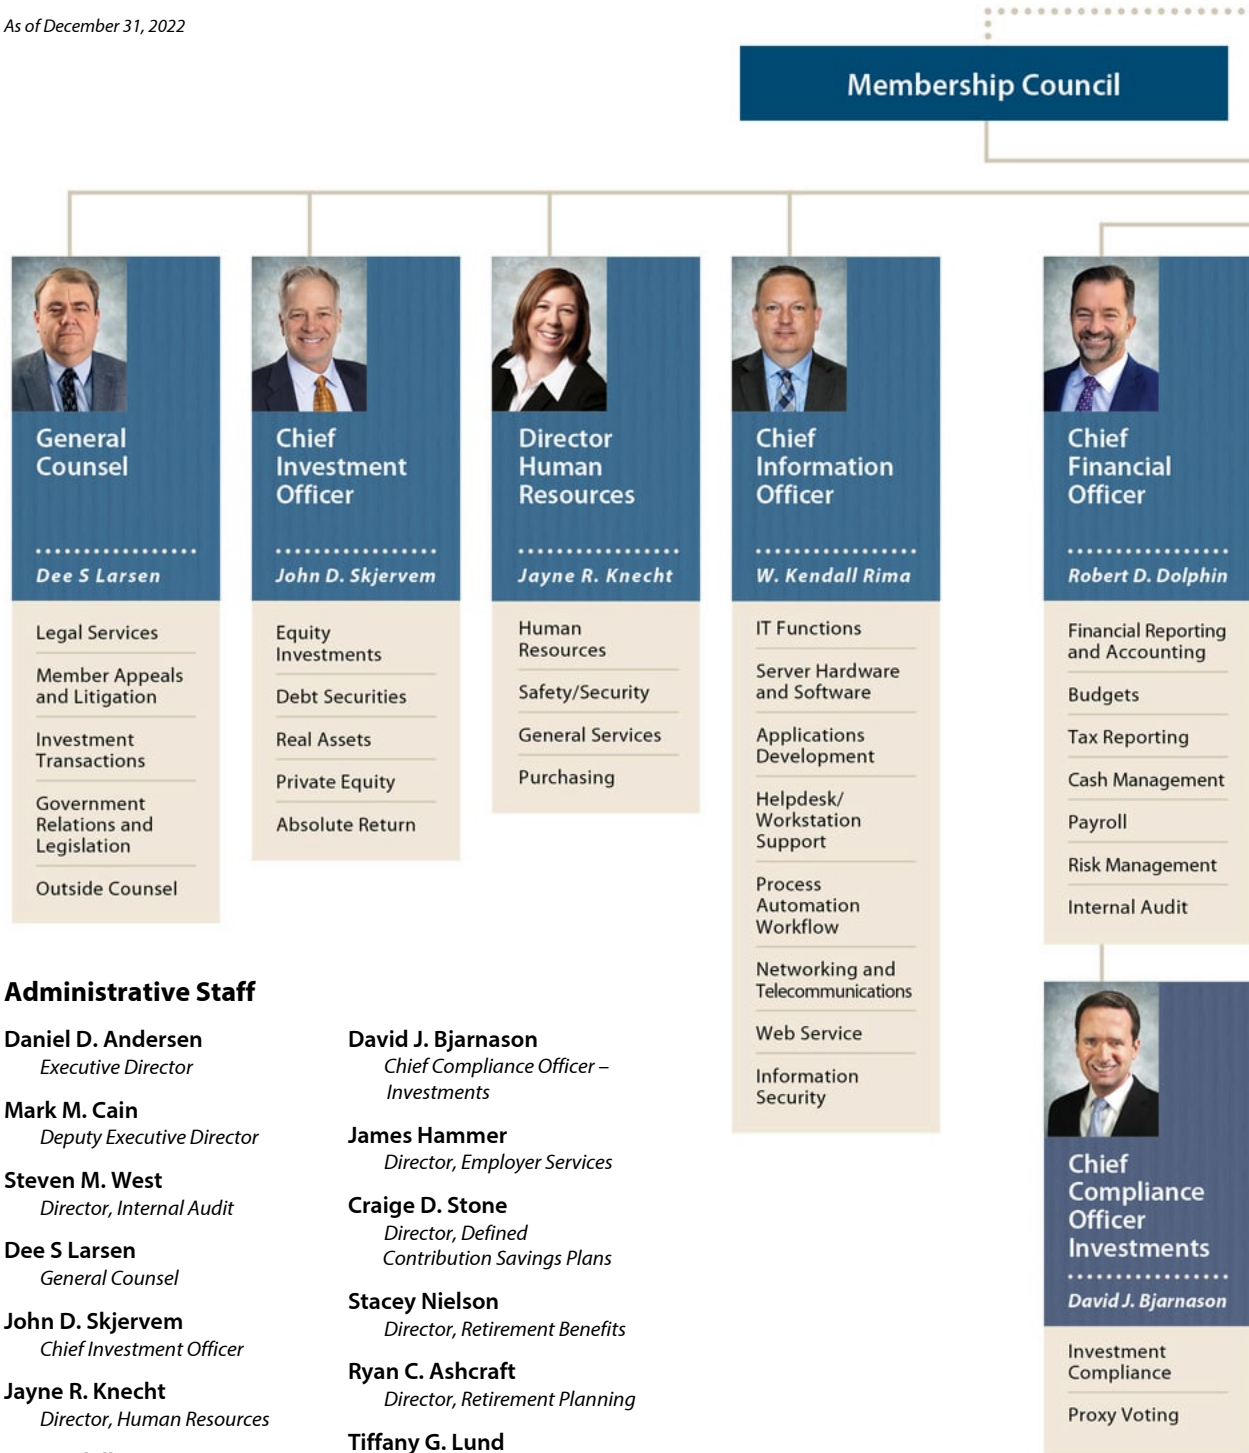 As of December 31, 2022
Membership Council
General
Counsel
Dee S Larsen
Legal Services
Member Appeals
and Litigation
Investment
Transactions
Government
Relations and
Legislation
Outside Counsel
Chief
Investment
Officer
John D. Skjervem
Equity
Investments
Debt Securities
Real Assets
Private Equity
Absolute Return
Director
Human
Resources
Jayne R. Knecht
Human
Resources
Safety/Security
General Services
Purchasing
Chief
Information
Officer
W. Kendall Rima
IT Functions
Server Hardware
and Software
Applications
Development
Helpdesk/
Workstation
Support
Process
Automation
Workflow
Networking and
Telecommunications
Web Service
Information
Security
Chief
Financial
Officer
Robert D. Dolphin
Financial Reporting
and Accounting
Budgets
Tax Reporting
Cash Management
Payroll
Risk Management
Internal Audit
Chief
Compliance
Officer
Investments
David J. Bjarnason
Investment
Compliance
Proxy Voting
Administrative Staff
Daniel D. Andersen
Executive Director
Mark M. Cain
Deputy Executive Director
Steven M. West
Director, Internal Audit
Dee S Larsen
General Counsel
John D. Skjervem
Chief Investment Officer
Jayne R. Knecht
Director, Human Resources
David J. Bjarnason
Chief Compliance Officer –
Investments
James Hammer
Director, Employer Services
Craige D. Stone
Director, Defined
Contribution Savings Plans
Stacey Nielson
Director, Retirement Benefits
Ryan C. Ashcraft
Director, Retirement Planning
Tiffany G. Lund